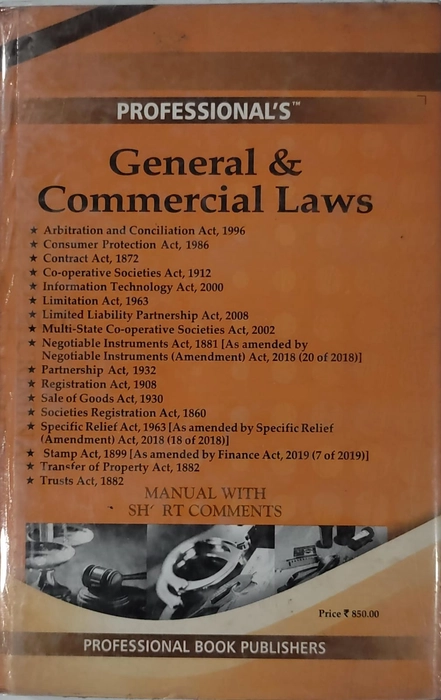 PROFESSIONAL'S™
General &
Commercial Laws
★ Arbitration and Conciliation Act, 1996
★ Consumer Protection Act, 1986
★ Contract Act, 1872
★ Co-operative Societies Act, 1912
★ Information Technology Act, 2000
★ Limitation Act, 1963
★ Limited Liability Partnership Act, 2008
★ Multi-State Co-operative Societies Act, 2002
★ Negotiable Instruments Act, 1881 [As amended by
Negotiable Instruments (Amendment) Act, 2018 (20 of 2018)]
★ Partnership Act, 1932
★ Registration Act, 1908
★ Sale of Goods Act, 1930
★ Societies Registration Act, 1860
★ Specific Relief Act, 1963 [As amended by Specific Relief
(Amendment) Act, 2018 (18 of 2018)]
★ Stamp Act, 1899 [As amended by Finance Act, 2019 (7 of 2019)]
★ Transfer of Property Act, 1882
★ Trusts Act, 1882
MANUAL WITH
SH RT COMMENTS
Price ₹ 850.00
PROFESSIONAL BOOK PUBLISHERS